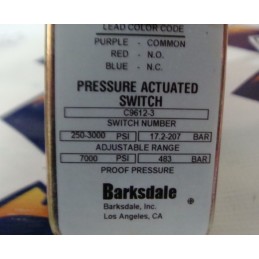 LEAD COLOR CODE
PURPLE - COMMON
RED - N.O.
BLUE - N.C.
PRESSURE ACTUATED
SWITCH
C9612-3
SWITCH NUMBER
250-3000 PSI 17.2-207 BAR
ADJUSTABLE RANGE
7000 PSI 483 BAR
PROOF PRESSURE
Barksdale ®
Barksdale, Inc.
Los Angeles, CA